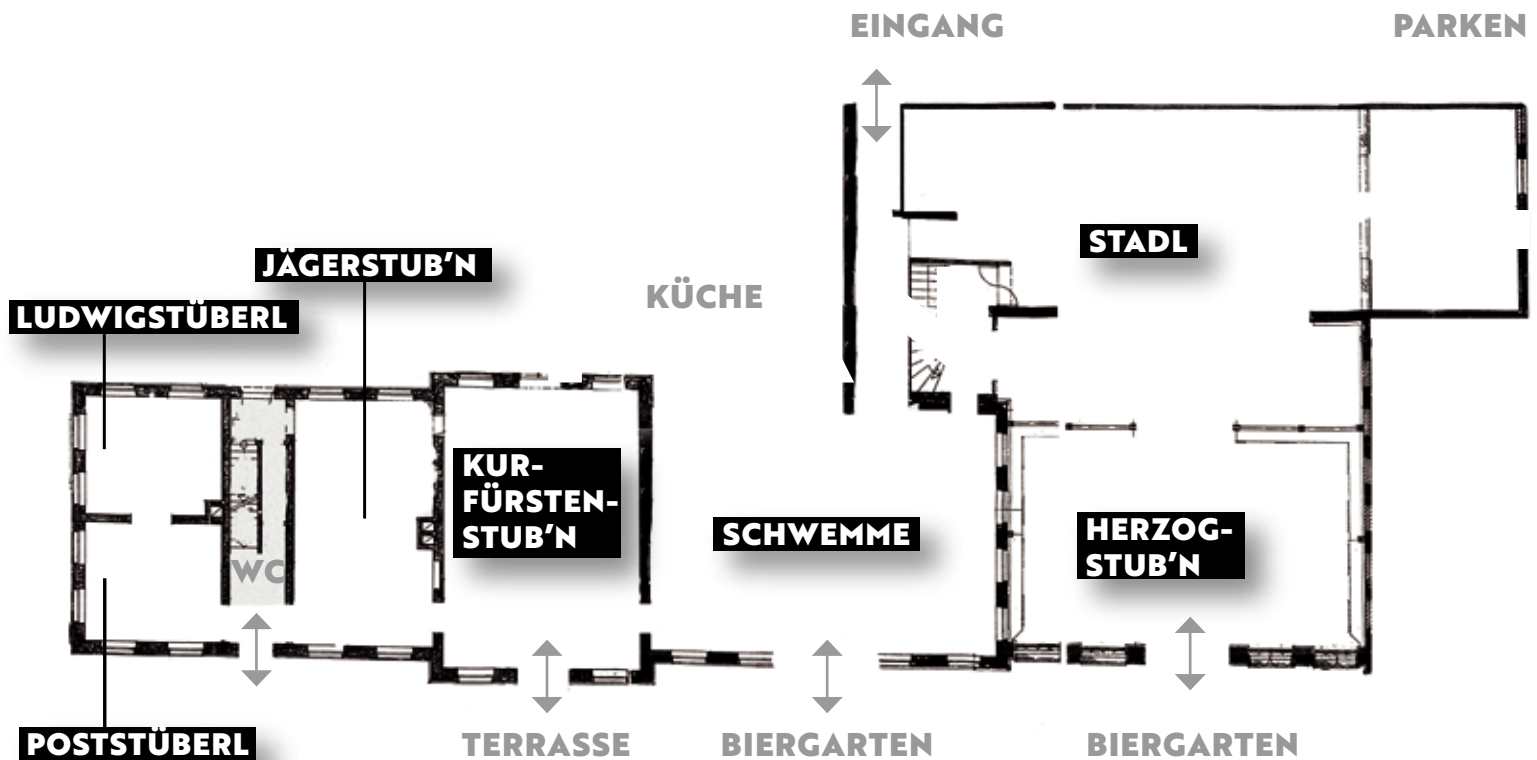 EINGANG
PARKEN
STADL
JÄGERSTUB’N
KÜCHE
LUDWIGSTÜBERL
KUR-
FÜRSTEN-
STUB’N
SCHWEMME
HERZOG-
STUB’N
WC
POSTSTÜBERL
TERRASSE
BIERGARTEN
BIERGARTEN